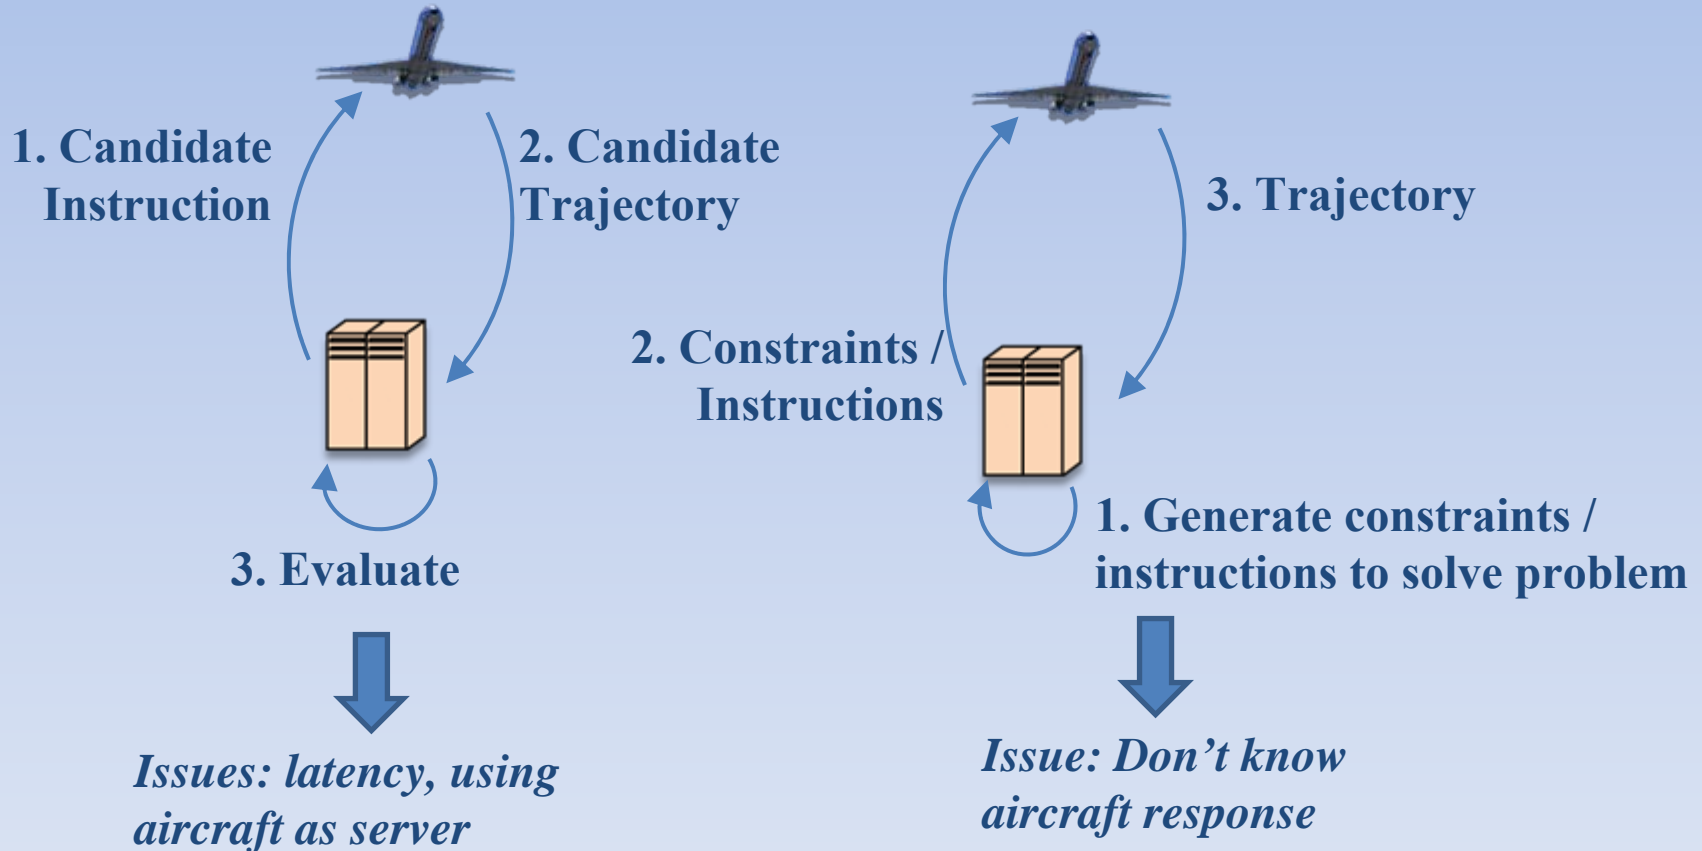 1. Candidate
Instruction
2. Candidate
Trajectory
3. Evaluate
Issues: latency, using
aircraft as server
3. Trajectory
2. Constraints /
Instructions
1. Generate constraints /
instructions to solve problem
Issue: Don’t know
aircraft response